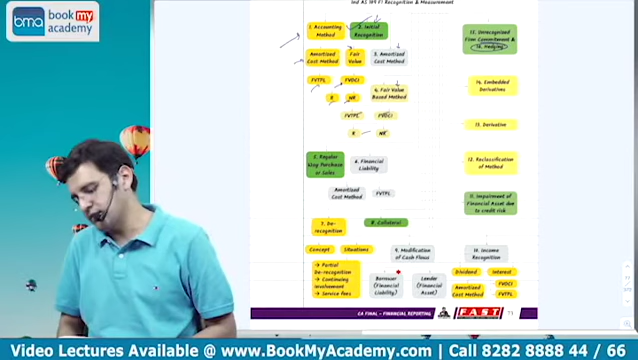 Ind AS 109 FI Recognition & Measurement
bma
book my
academy
1. Accounting
Method
2. Initial
Recognition
13. Unrecognized
Firm Commitment &
16. Hedging
Amortized
Cost Method
Fair
Value
3. Amortized
Cost Method
FVTPL
FVOCI
14. Embedded
Derivatives
R
NR
4. Fair Value
Based Method
FVTPL
FVOCI
R
NR
13. Derivative
5. Regular
Way Purchase
or Sales
6. Financial
Liability
12. Reclassification
of Method
Amortized
Cost Method
FVTPL
11. Impairment of
Financial Asset due
to credit risk
7. De-
recognition
8. Collateral
Concept
Situations
9. Modification
of Cash Flows
10. Income
Recognition
→ Partial
De-recognition
→ Continuing
involvement
→ Service fees
Borrower
(Financial
Liability)
Lender
(Financial
Asset)
Dividend
Interest
Amortized
Cost Method
FVOCI
FVTPL
CA FINAL - FINANCIAL REPORTING
FAST
Video Lectures Available @ www.BookMyAcademy.com | Call 8282 8888 44 / 66